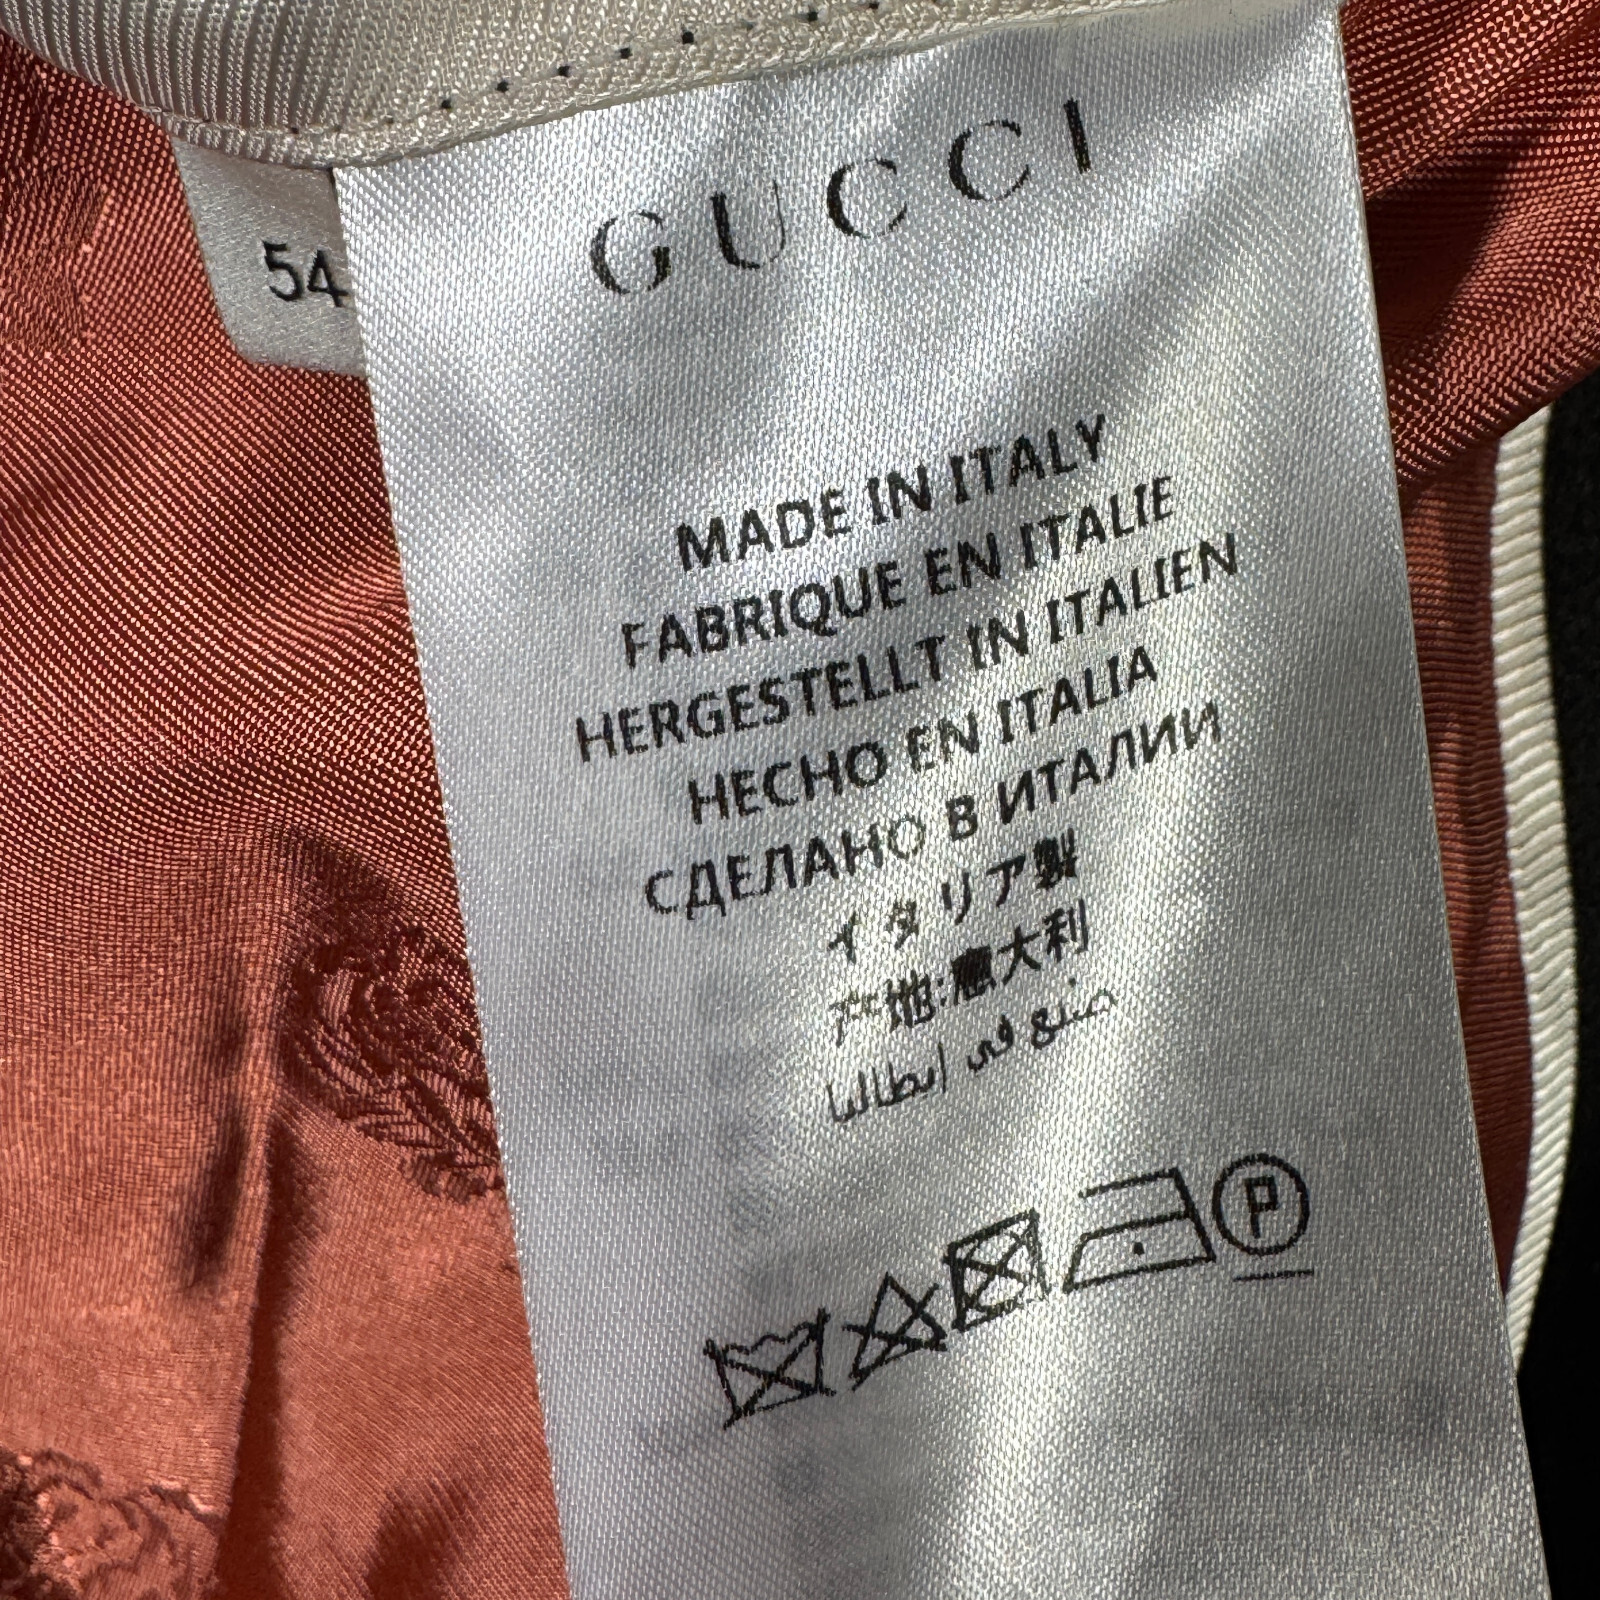 GUCCI
54
MADE IN ITALY
FABRIQUE EN ITALIE
HERGESTELLT IN ITALIEN
HECHO EN ITALIA
СДЕЛАНО В ИТАЛИИ
イタリア製
产地:意大利
صنع في إيطاليا
P